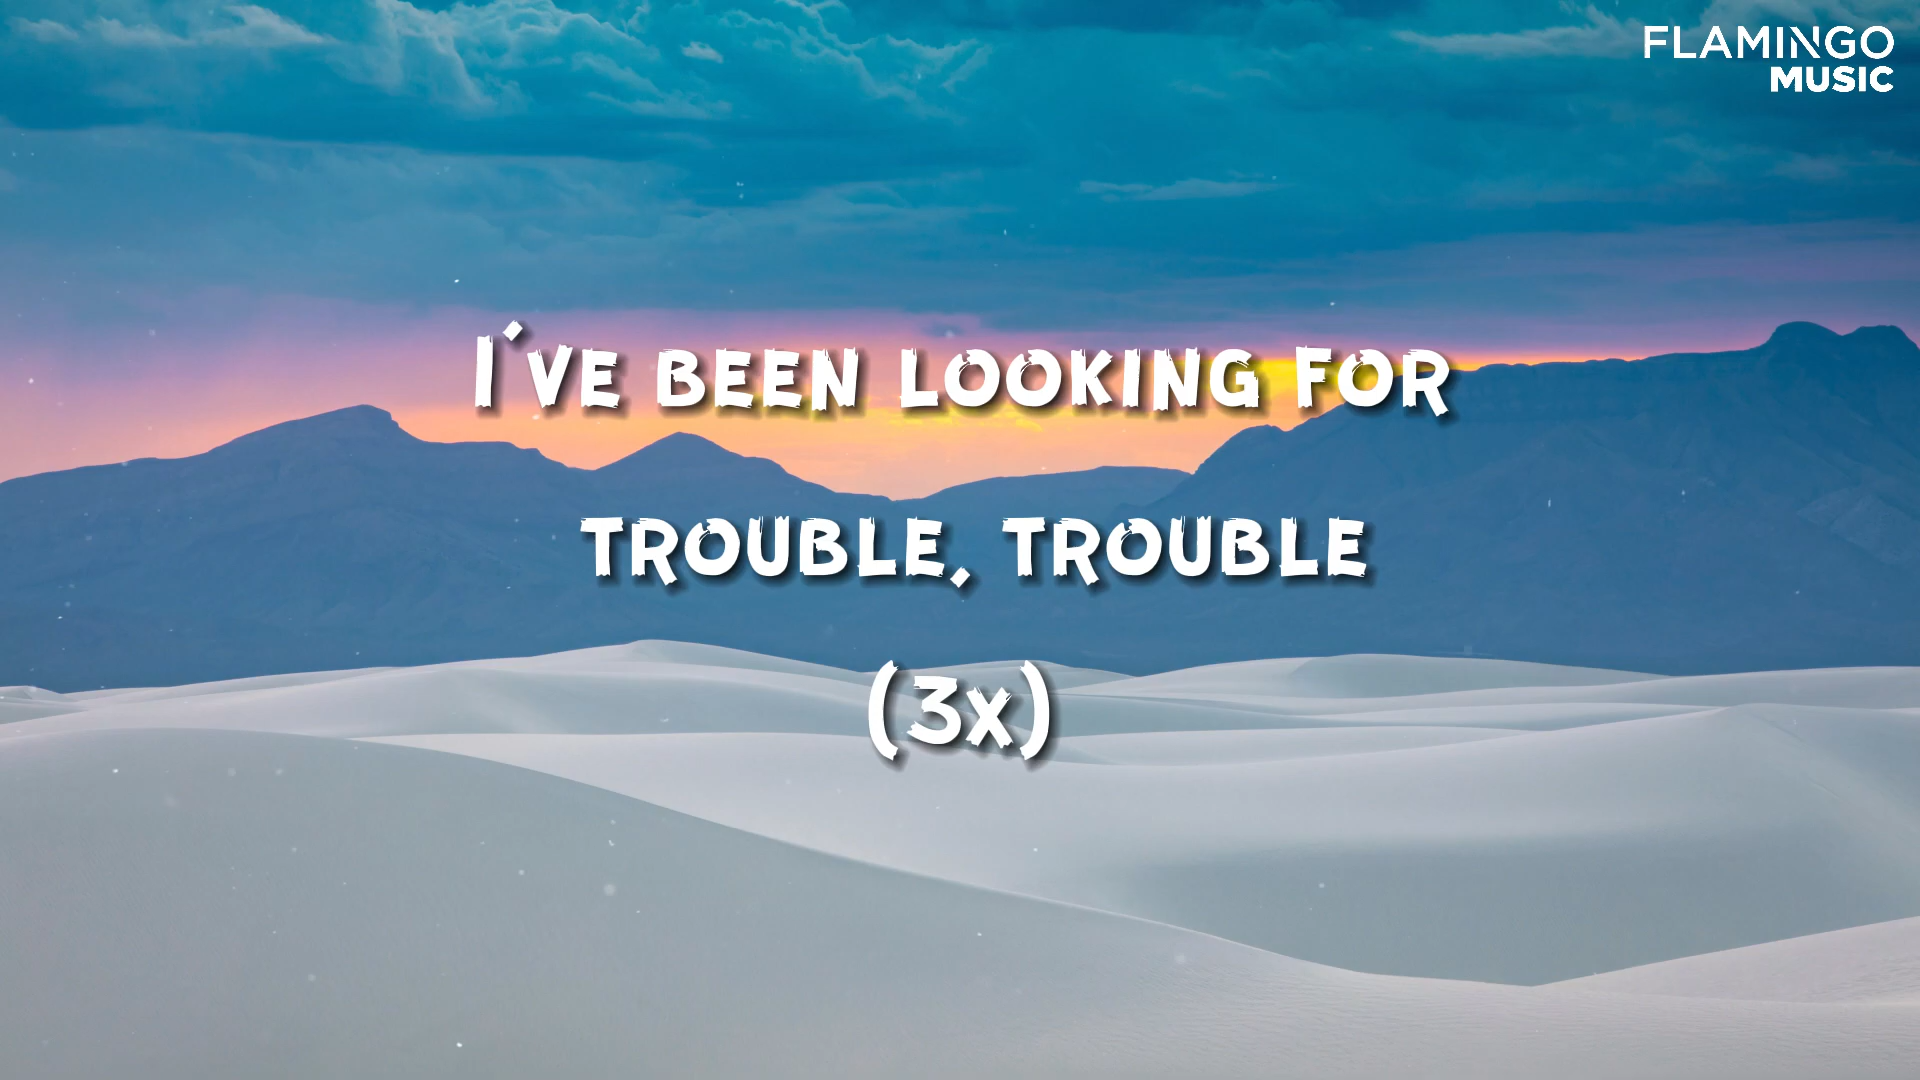 FLAMINGO
MUSIC
I'VE BEEN LOOKING FOR
TROUBLE, TROUBLE
(3X)